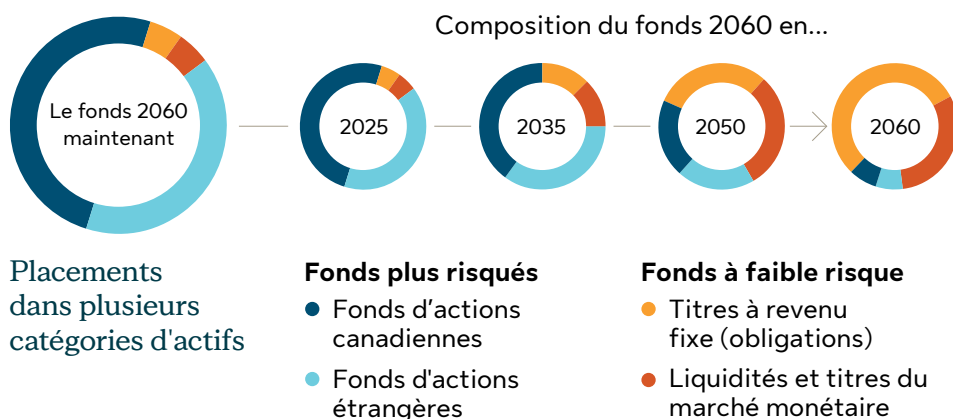 Composition du fonds 2060 en...
Le fonds 2060
maintenant
2025
2035
2050
2060
Placements
dans plusieurs
catégories d'actifs
Fonds plus risqués
Fonds d'actions
canadiennes
Fonds d'actions
étrangères
Fonds à faible risque
Titres à revenu
fixe (obligations)
Liquidités et titres du
marché monétaire